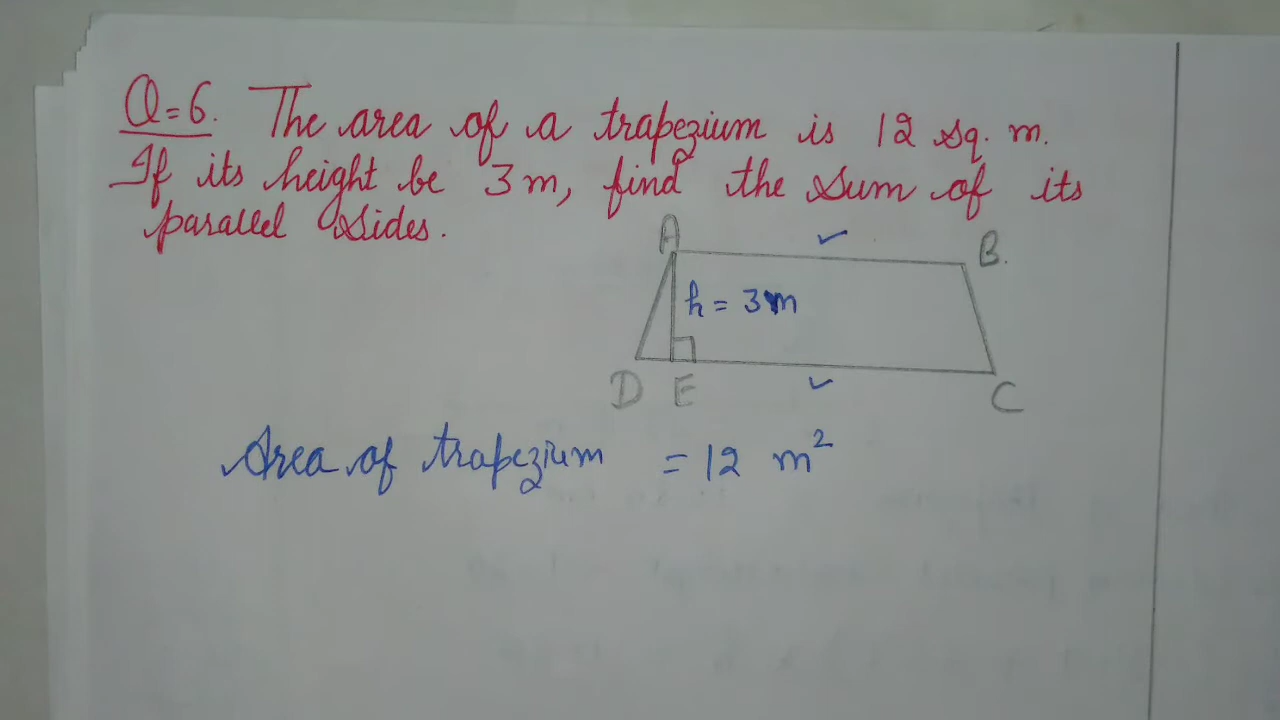 Q=6. The area of a trapezium is 12 sq. m.
If its height be 3m, find the sum of its
parallel sides.
A
B.
h = 3m
D E
C
Area of trapezium = 12 m²